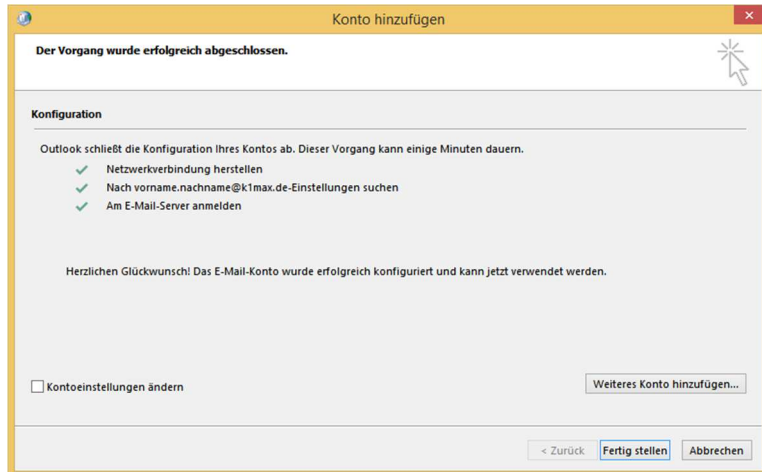 Konto hinzufügen
Der Vorgang wurde erfolgreich abgeschlossen.
Konfiguration
Outlook schließt die Konfiguration Ihres Kontos ab. Dieser Vorgang kann einige Minuten dauern.
Netzwerkverbindung herstellen
Nach vorname.nachname@k1max.de-Einstellungen suchen
Am E-Mail-Server anmelden
Herzlichen Glückwunsch! Das E-Mail-Konto wurde erfolgreich konfiguriert und kann jetzt verwendet werden.
Kontoeinstellungen ändern
Weiteres Konto hinzufügen...
< Zurück
Fertig stellen
Abbrechen